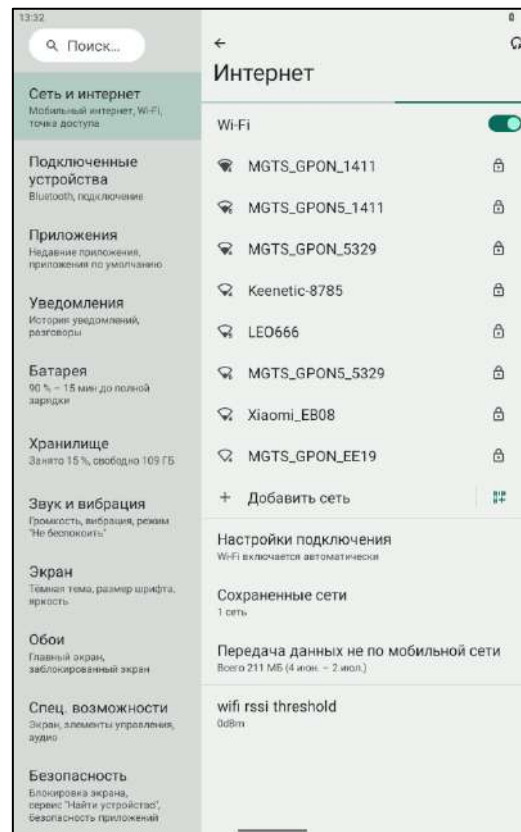 13:32
Поиск...
Сеть и интернет
Мобильный интернет, Wi-Fi,
точка доступа
Подключенные
устройства
Bluetooth, подключение
Приложения
Недавние приложения,
приложения по умолчанию
Уведомления
История уведомлений,
разговоры
Батарея
90 % – 15 мин до полной
зарядки
Хранилище
Занято 15 %, свободно 109 ГБ
Звук и вибрация
Громкость, вибрация, режим
"Не беспокоить"
Экран
Тёмная тема, размер шрифта,
яркость
Обои
Главный экран,
заблокированный экран
Спец. возможности
Экран, элементы управления,
аудио
Безопасность
Блокировка экрана,
сервис "Найти устройство",
безопасность приложений
Интернет
Wi-Fi
MGTS_GPON_1411
MGTS_GPON5_1411
MGTS_GPON_5329
Keenetic-8785
LEO666
MGTS_GPON5_5329
Xiaomi_EB08
MGTS_GPON_EE19
Добавить сеть
Настройки подключения
Wi-Fi включается автоматически
Сохраненные сети
1 сеть
Передача данных не по мобильной сети
Всего 211 МБ (4 июн. – 2 июл.)
wifi rssi threshold
0dBm